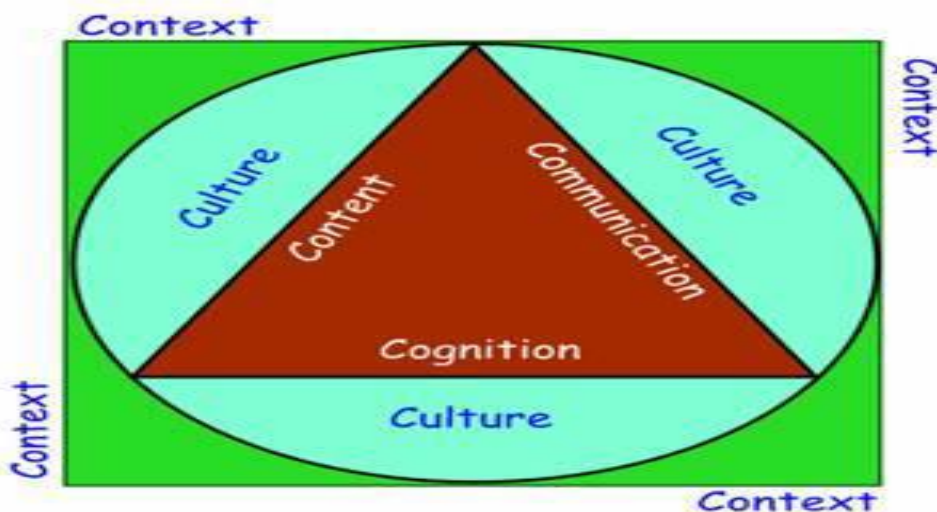 Context
Context
Culture
Culture
Content
Communication
Cognition
Context
Culture
Context